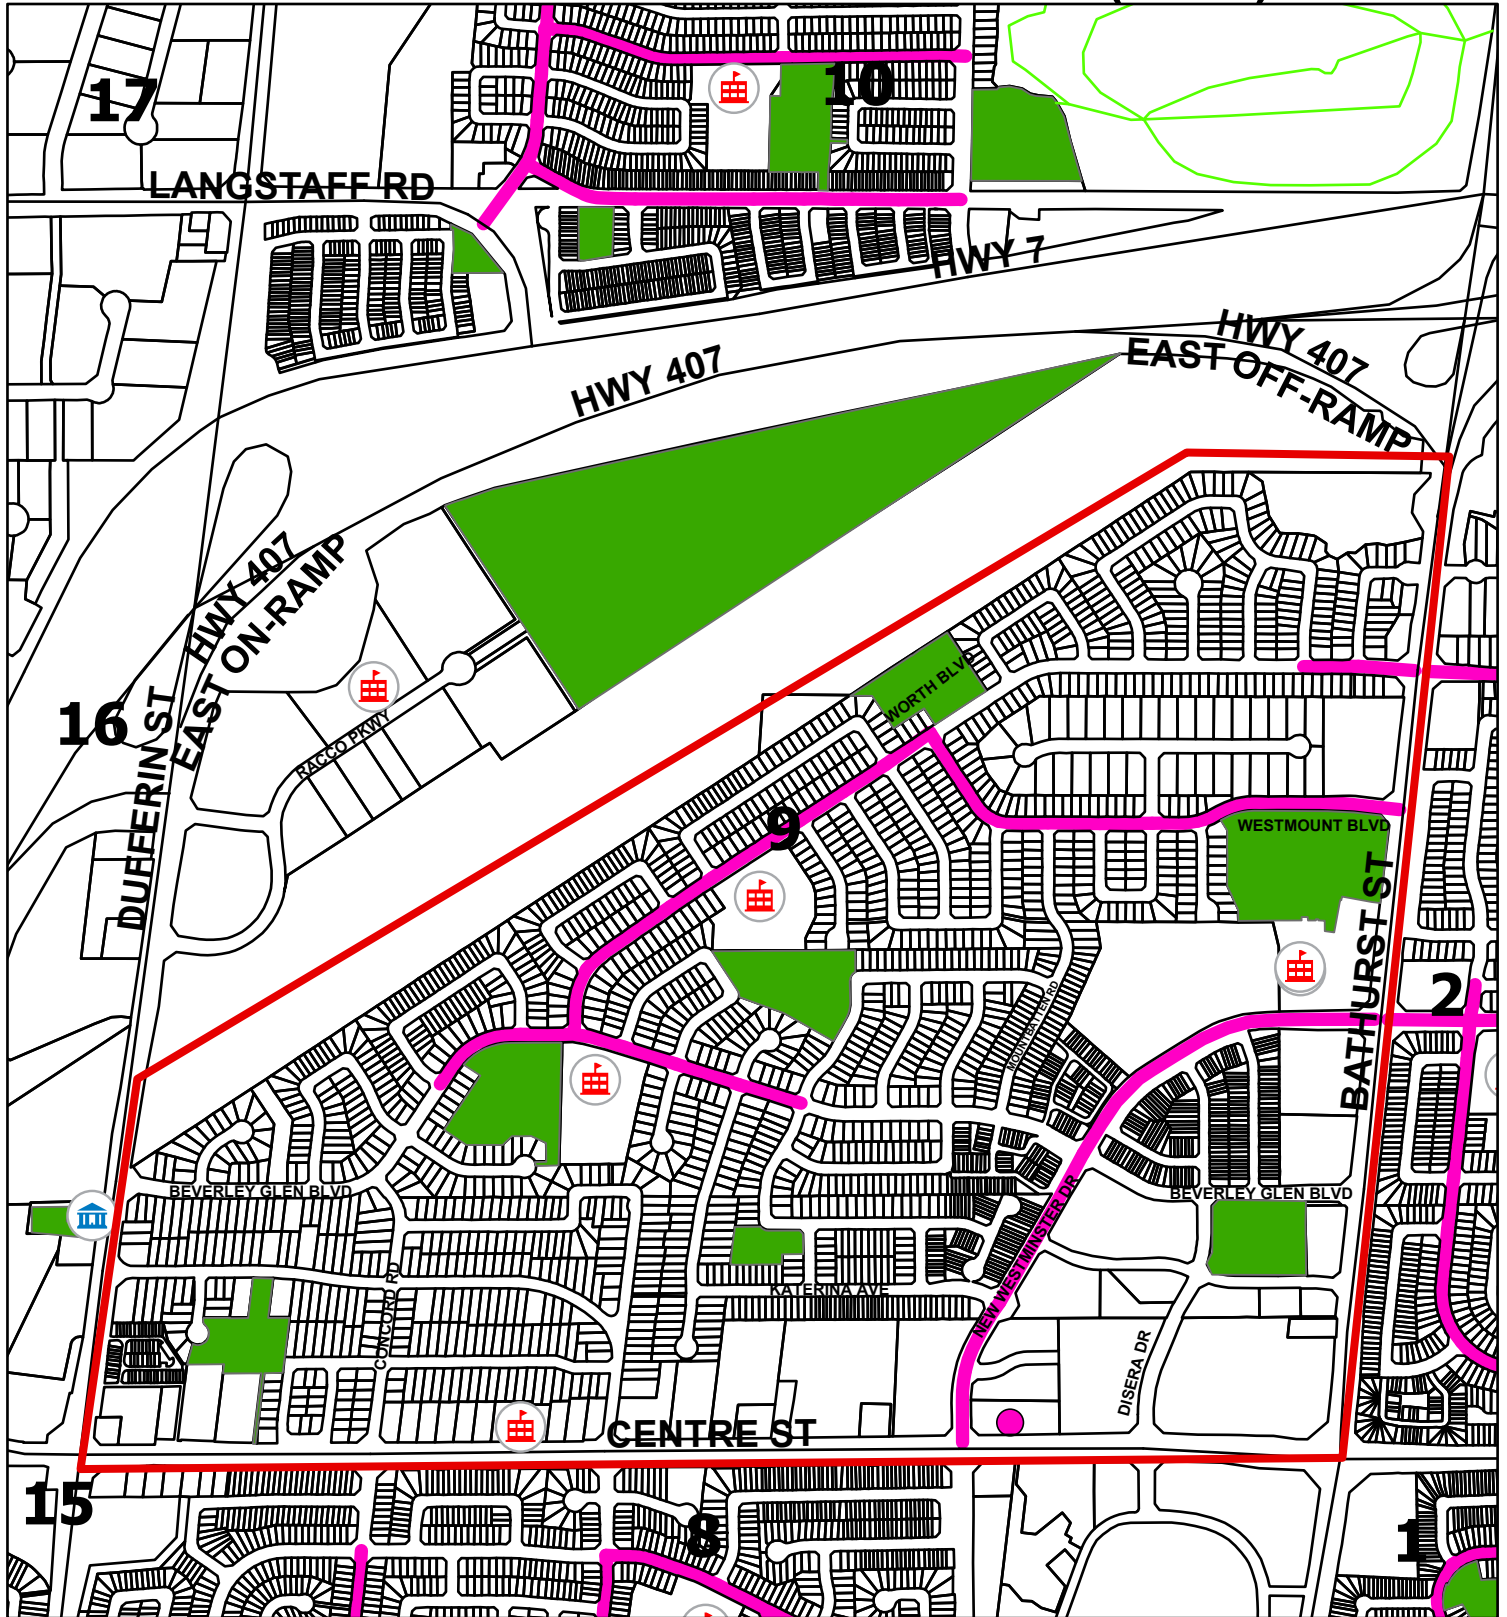 17
10
LANGSTAFF RD
HWY 7
HWY 407
HWY 407
EAST OFF-RAMP
HWY 407
EAST ON-RAMP
WORTH BLVD
16
DUFFERIN ST
RACCO PKWY
9
WESTMOUNT BLVD
BATHURST ST
2
MOUNTBATTEN RD
BEVERLEY GLEN BLVD
BEVERLEY GLEN BLVD
NEW WESTMINSTER DR
KATERINA AVE
CONCORD RD
DISERA DR
CENTRE ST
15
8
1